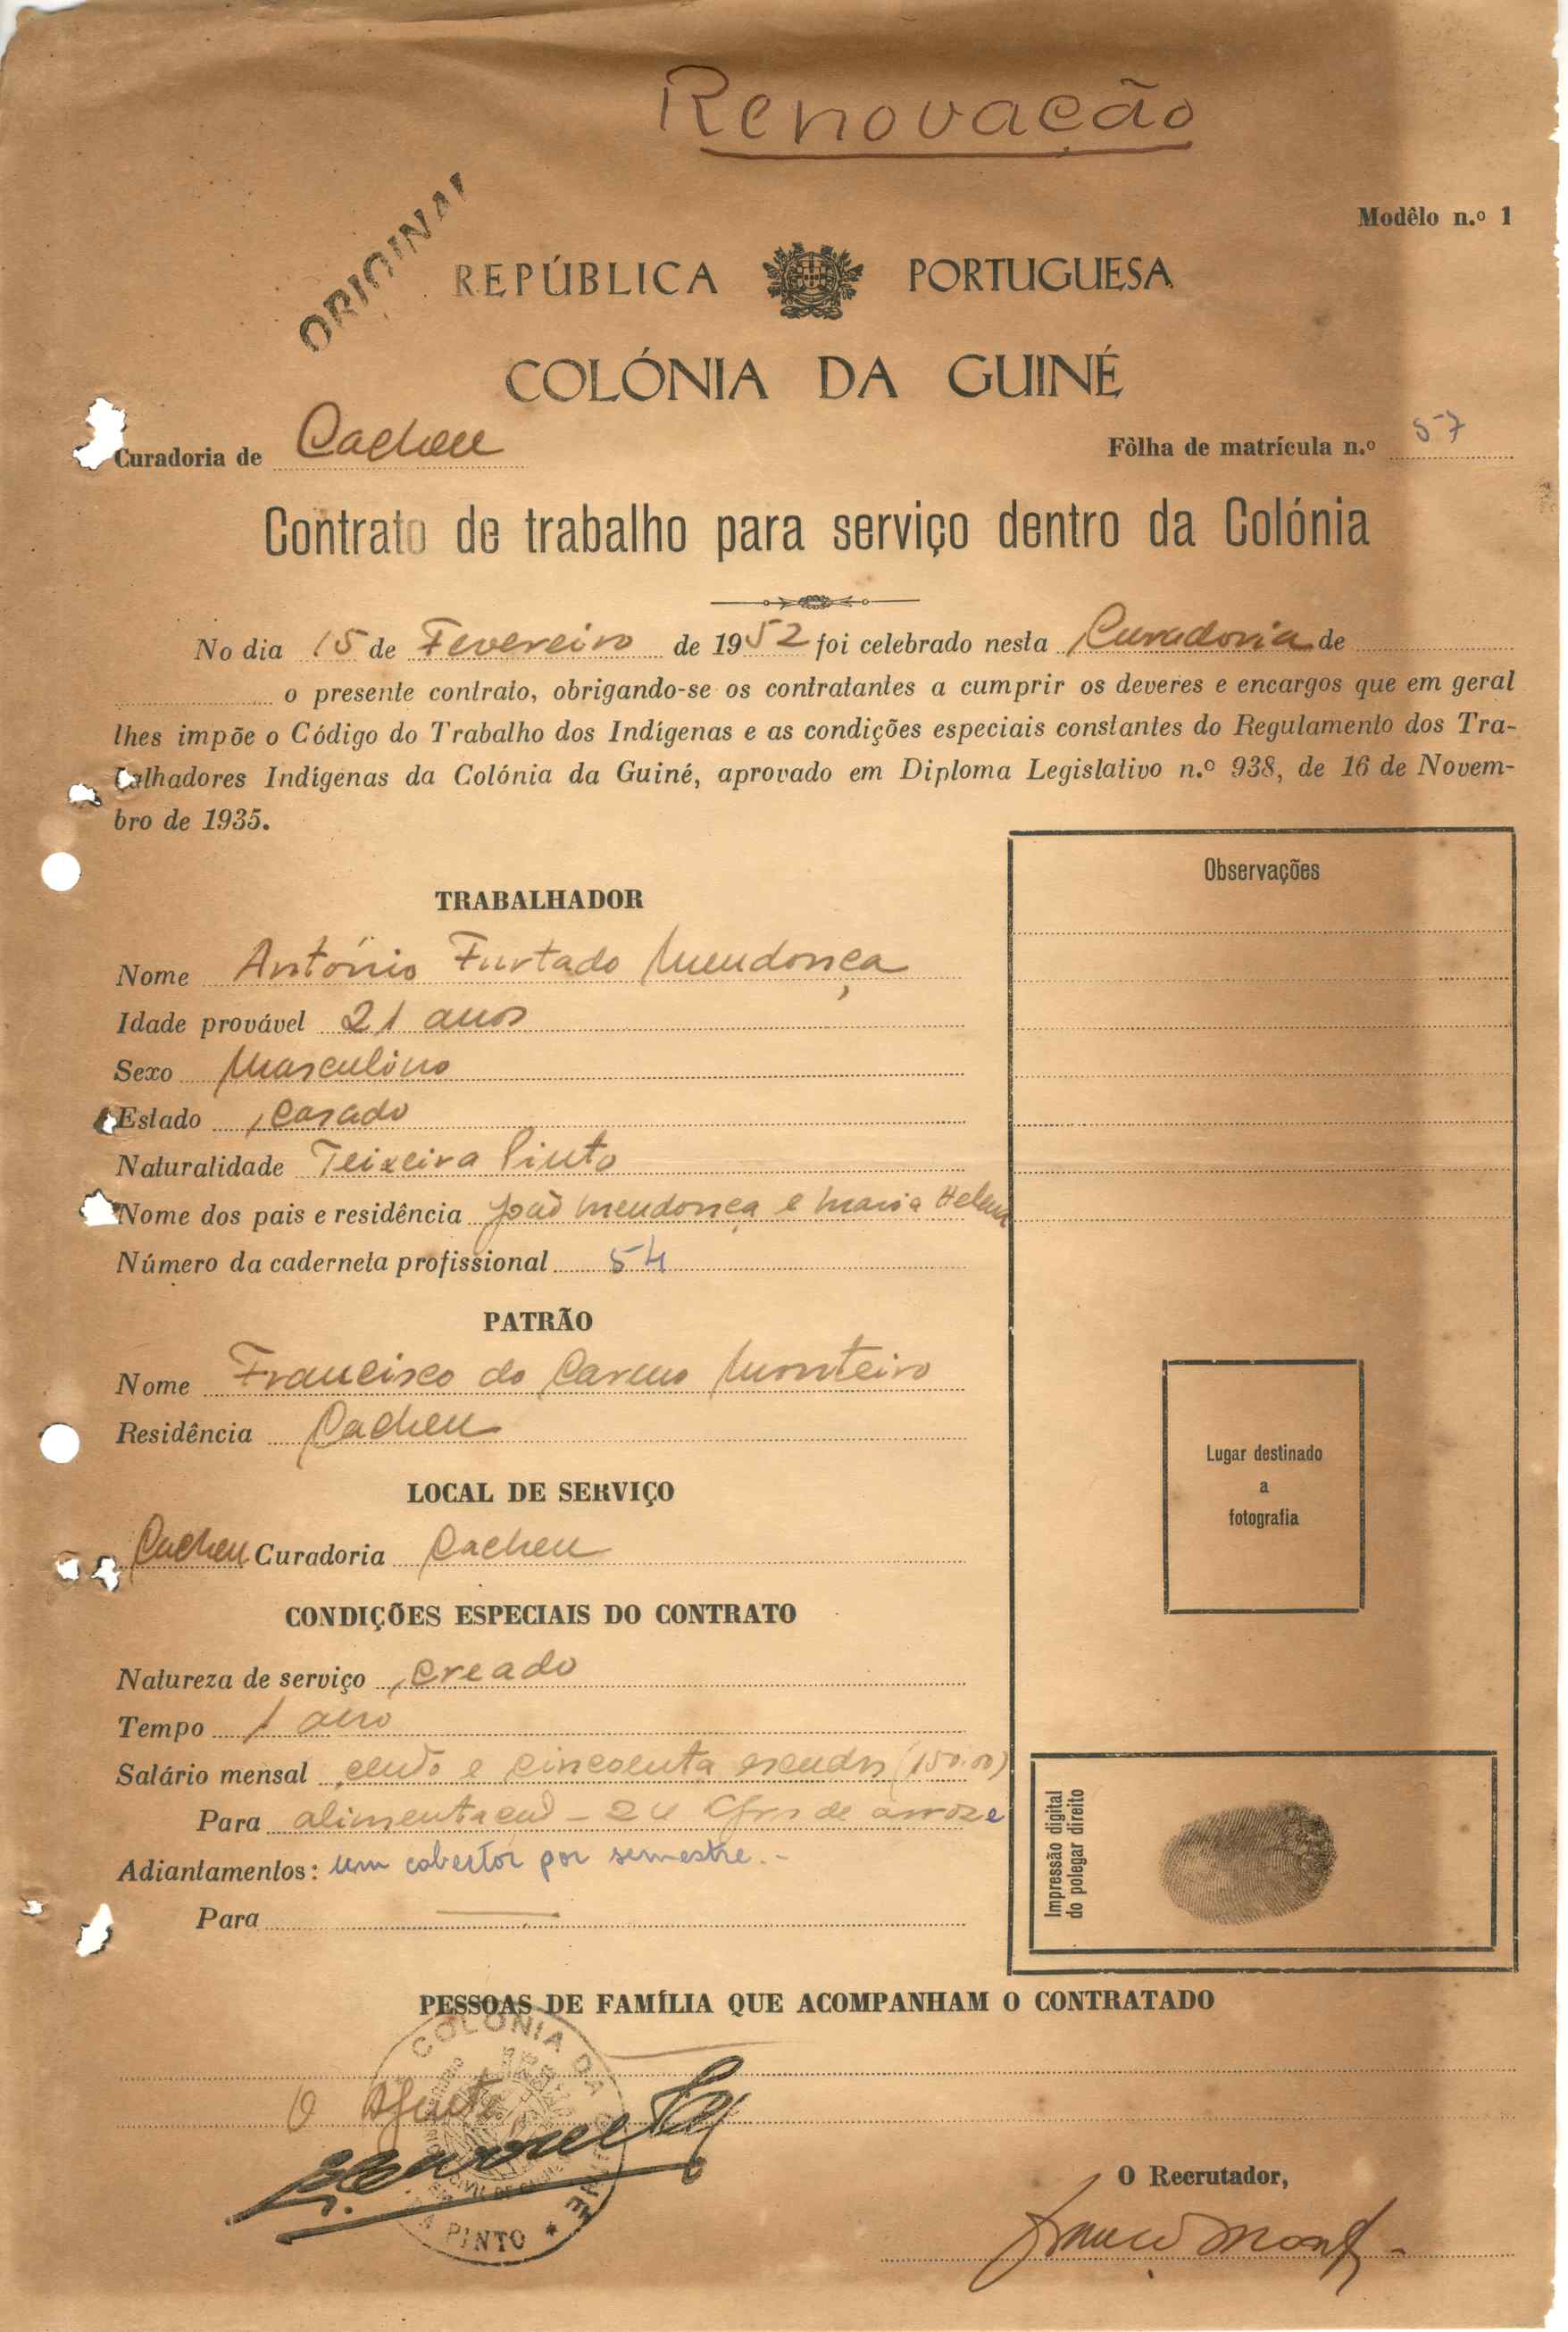 Renovação
ORIGINAL
Modêlo n.º 1
REPÚBLICA PORTUGUESA
COLÓNIA DA GUINÉ
Curadoria de Cacheu
Fôlha de matrícula n.º 57
Contrato de trabalho para serviço dentro da Colónia
No dia 15 de Fevereiro de 1952 foi celebrado nesta Curadoria de
o presente contrato, obrigando-se os contratantes a cumprir os deveres e encargos que em geral
lhes impõe o Código do Trabalho dos Indígenas e as condições especiais constantes do Regulamento dos Tra-
balhadores Indígenas da Colónia da Guiné, aprovado em Diploma Legislativo n.º 938, de 16 de Novem-
bro de 1935.
Observações
TRABALHADOR
Nome António Furtado Mendonça
Idade provável 21 anos
Sexo Masculino
Estado casado
Naturalidade Teixeira Pinto
Nome dos pais e residência João Mendonça e Maria Helena
Número da caderneta profissional 54
PATRÃO
Nome Francisco do Carmo Monteiro
Residência Cacheu
Lugar destinado
a
fotografia
LOCAL DE SERVIÇO
Cacheu Curadoria Cacheu
CONDIÇÕES ESPECIAIS DO CONTRATO
Natureza de serviço creado
Tempo 1 ano
Salário mensal cento e cincoenta escudos (150.00)
Para alimentação - 24 de arroz e
Adiantamentos: um cobertor por semestre.-
Para
Impressão digital
do polegar direito
PESSOAS DE FAMÍLIA QUE ACOMPANHAM O CONTRATADO
COLONIA DA
PINTO *
O
O Recrutador,